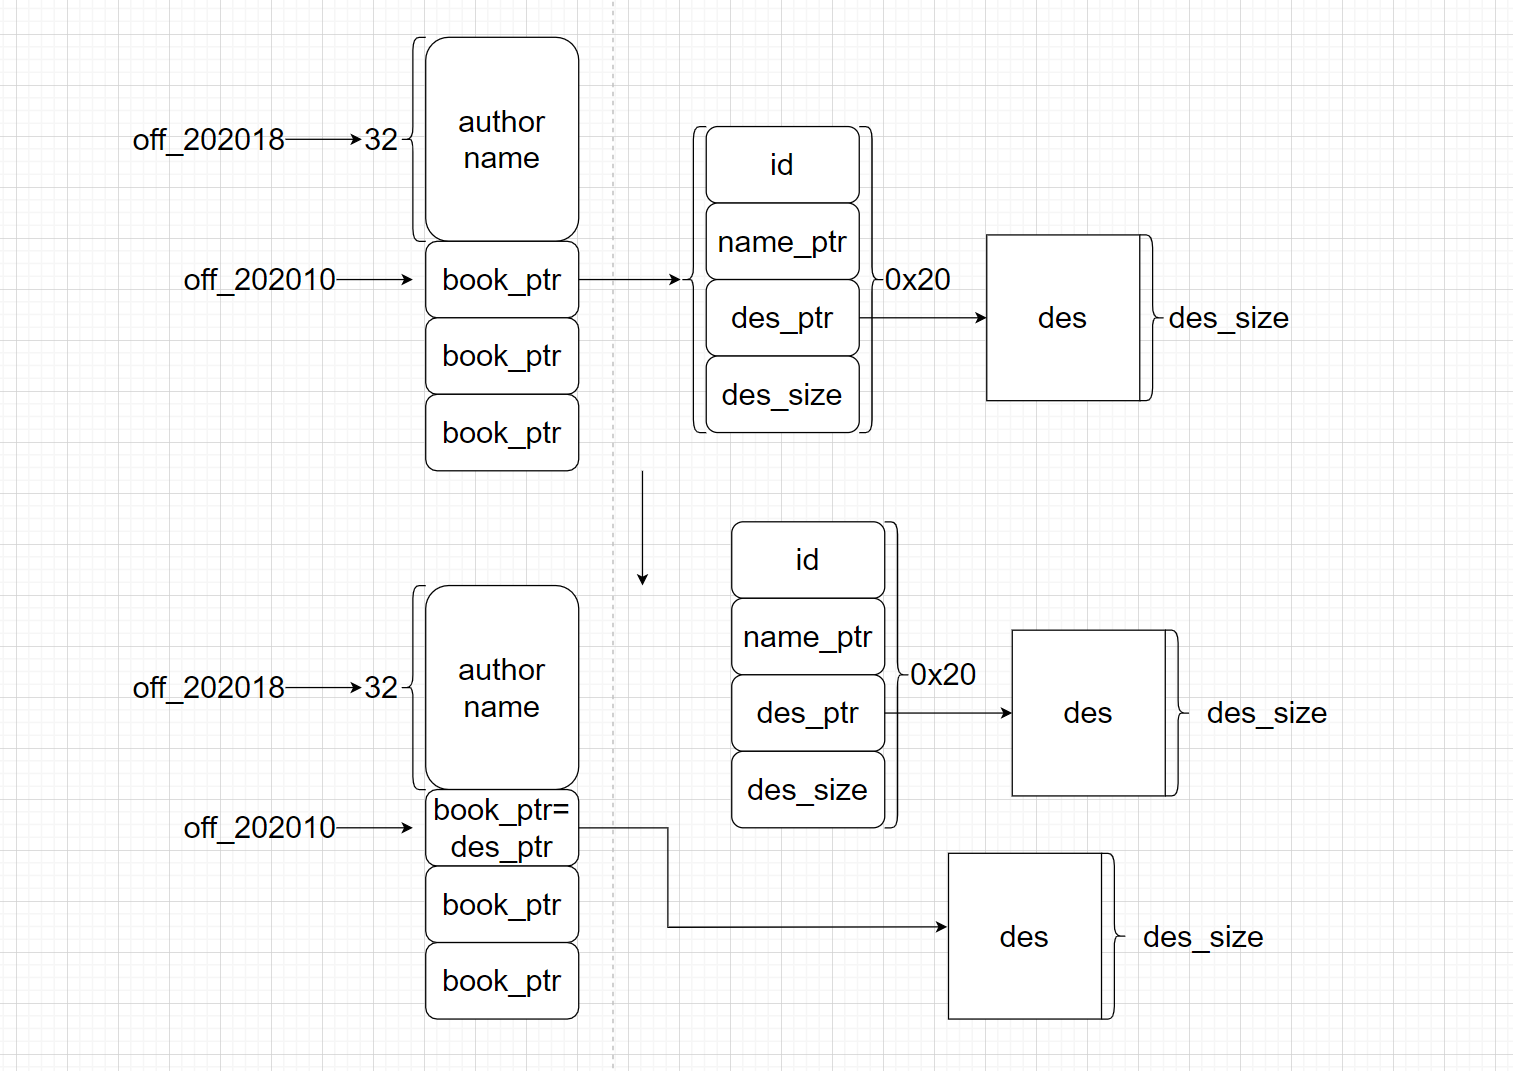 author
name
off_202018
32
id
name_ptr
off_202010
book_ptr
0x20
des_ptr
des
des_size
book_ptr
des_size
book_ptr
id
author
name
name_ptr
off_202018
32
0x20
des_ptr
des
des_size
des_size
book_ptr=
des_ptr
off_202010
book_ptr
des
des_size
book_ptr